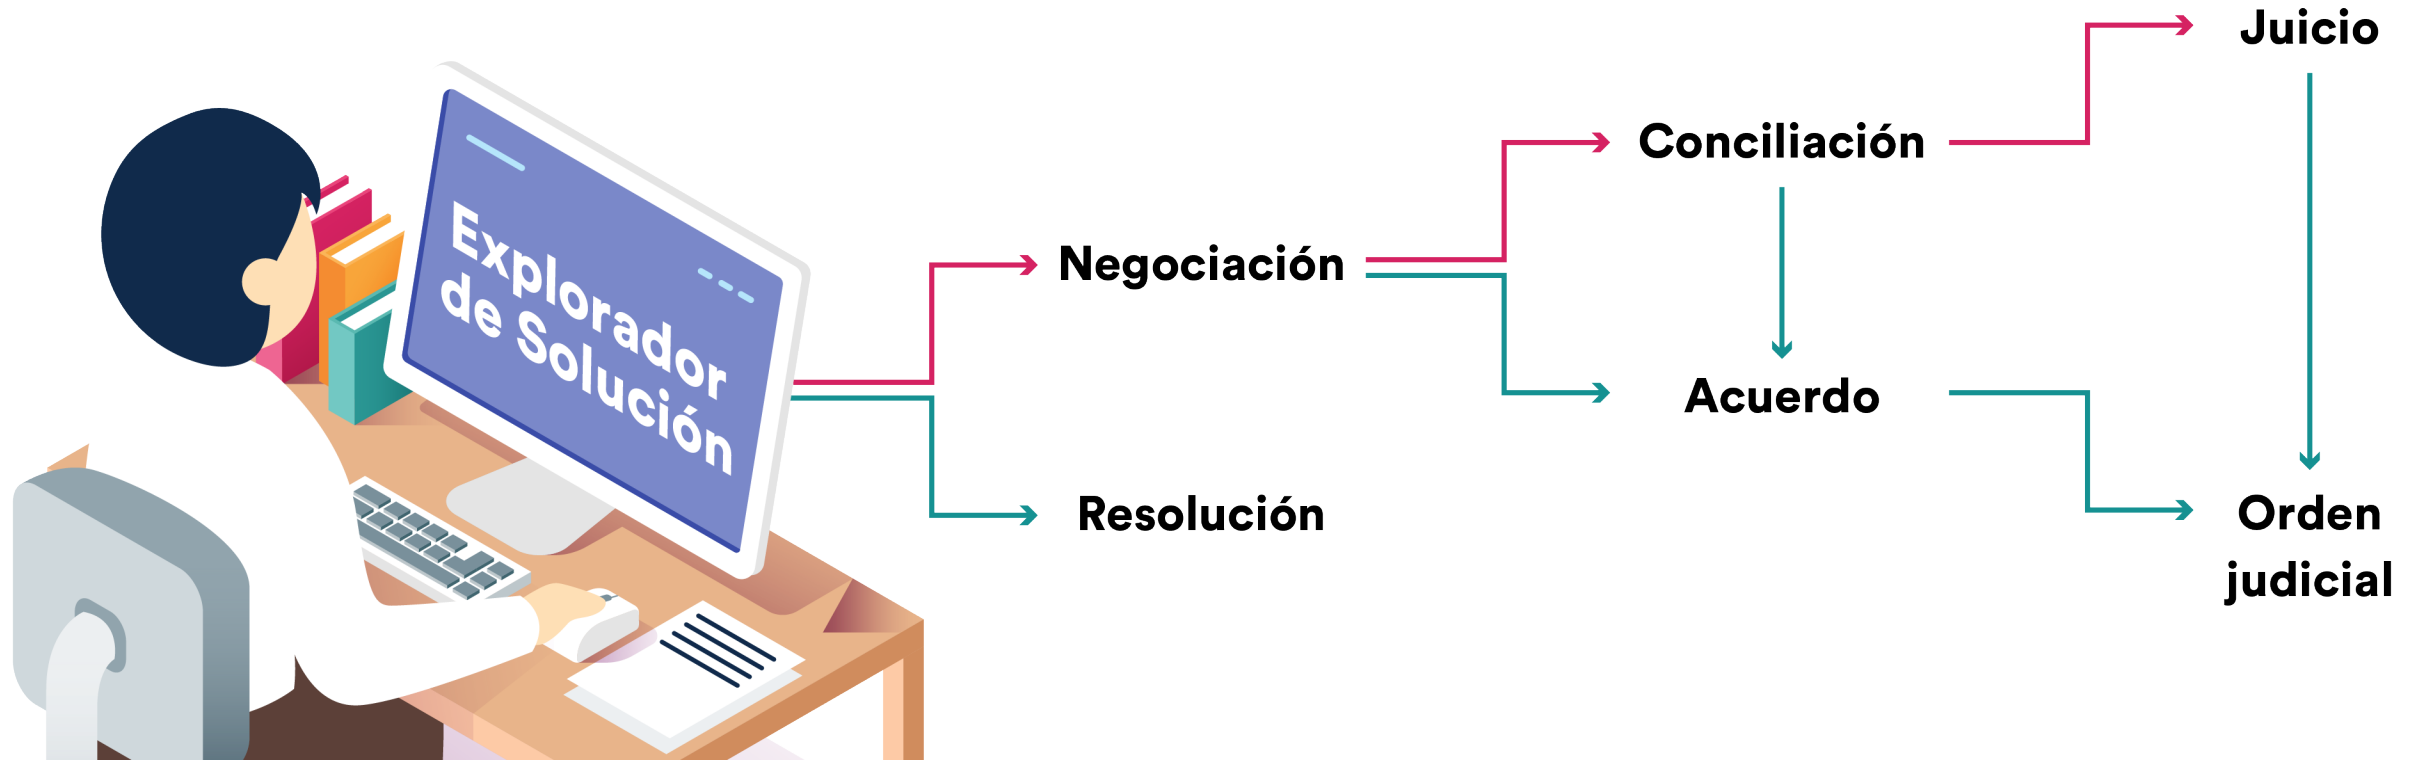 Explorador
de Solución
Negociación
Resolución
Conciliación
Acuerdo
Juicio
Orden
judicial